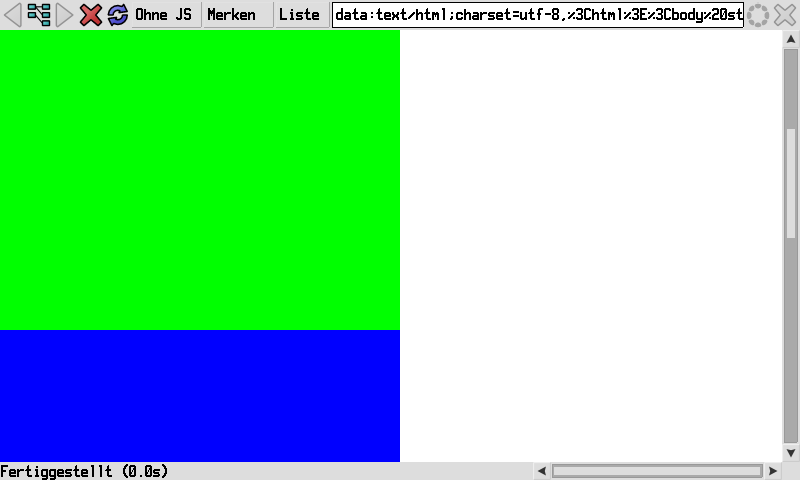 Ohne JS Merken Liste data:text/html;charset=utf-8,%3Chtml%3E%3Cbody%20st
Fertiggestellt (0.0s)